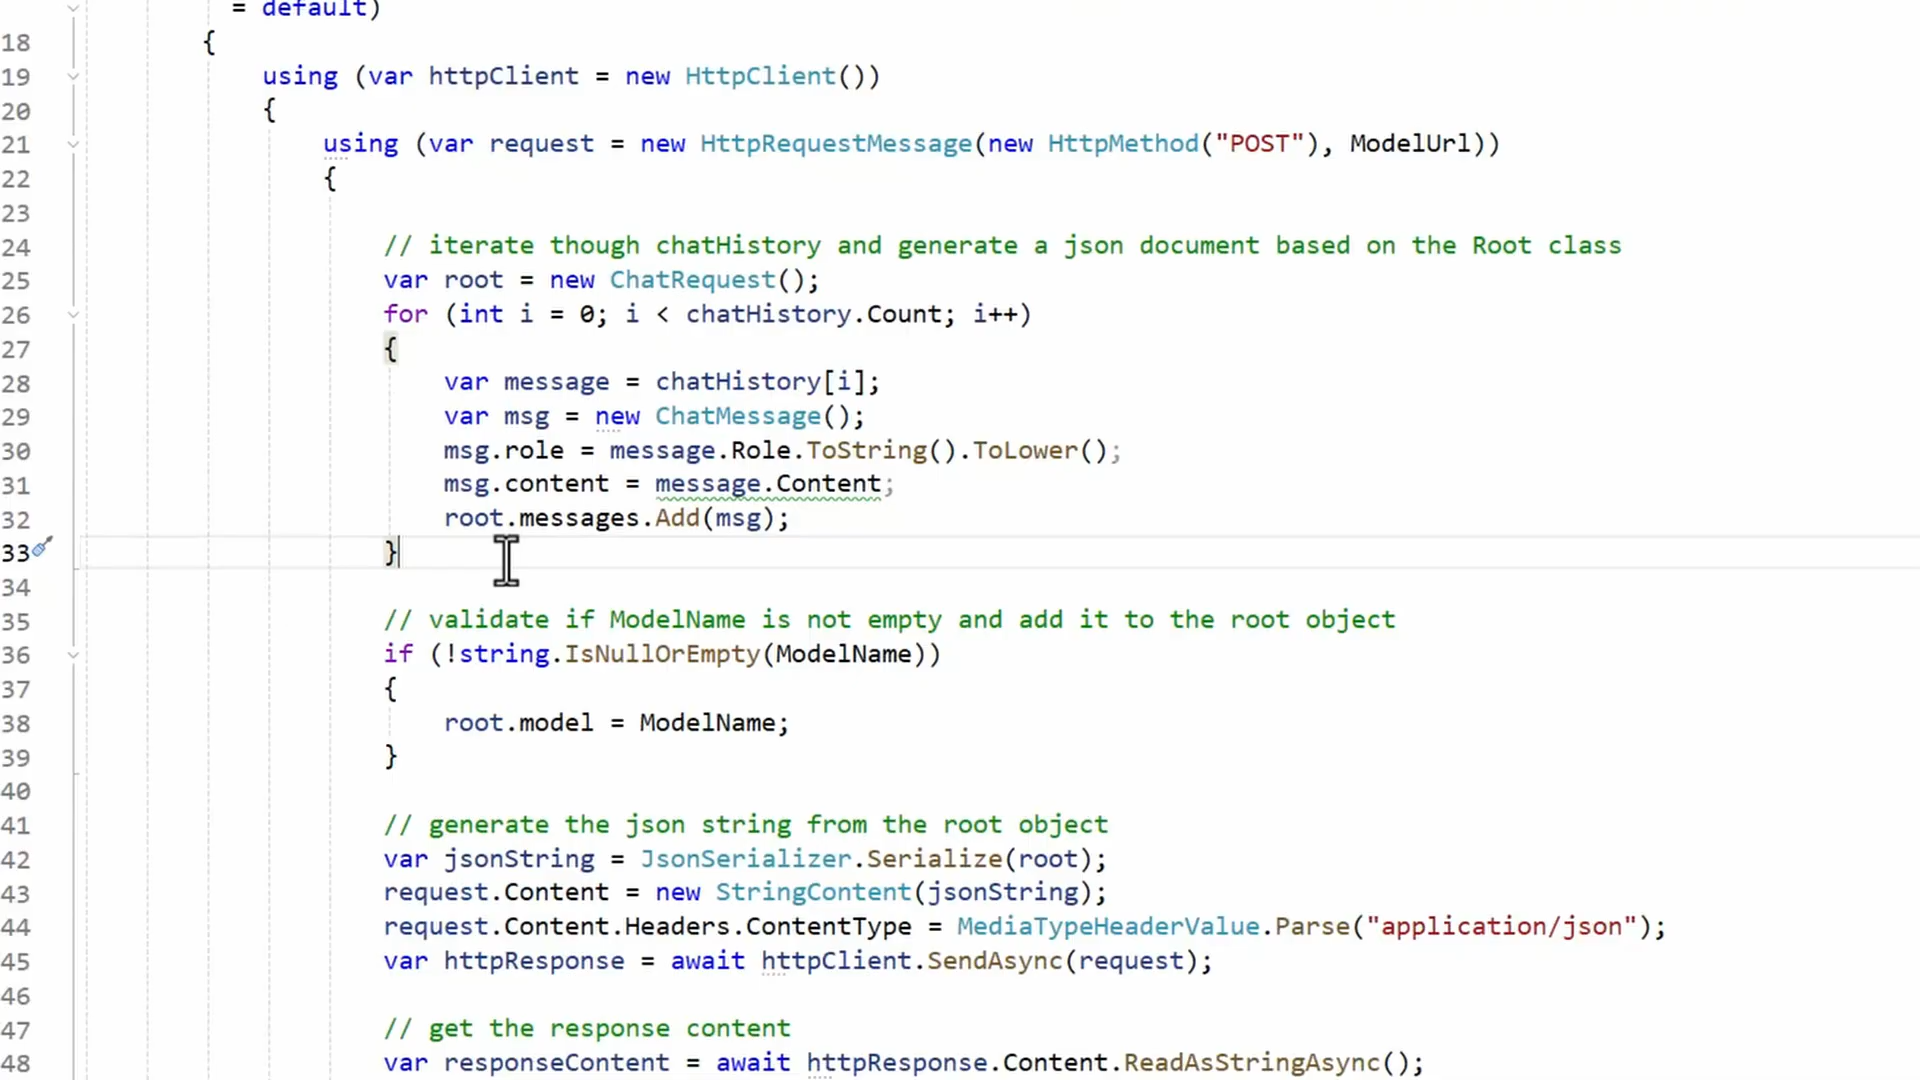 = default)
18 {
19 using (var httpClient = new HttpClient())
20 {
21 using (var request = new HttpRequestMessage(new HttpMethod("POST"), ModelUrl))
22 {
23
24 // iterate though chatHistory and generate a json document based on the Root class
25 var root = new ChatRequest();
26 for (int i = 0; i < chatHistory.Count; i++)
27 {
28 var message = chatHistory[i];
29 var msg = new ChatMessage();
30 msg.role = message.Role.ToString().ToLower();
31 msg.content = message.Content;
32 root.messages.Add(msg);
33 }
34
35 // validate if ModelName is not empty and add it to the root object
36 if (!string.IsNullOrEmpty(ModelName))
37 {
38 root.model = ModelName;
39 }
40
41 // generate the json string from the root object
42 var jsonString = JsonSerializer.Serialize(root);
43 request.Content = new StringContent(jsonString);
44 request.Content.Headers.ContentType = MediaTypeHeaderValue.Parse("application/json");
45 var httpResponse = await httpClient.SendAsync(request);
46
47 // get the response content
48 var responseContent = await httpResponse.Content.ReadAsStringAsync();